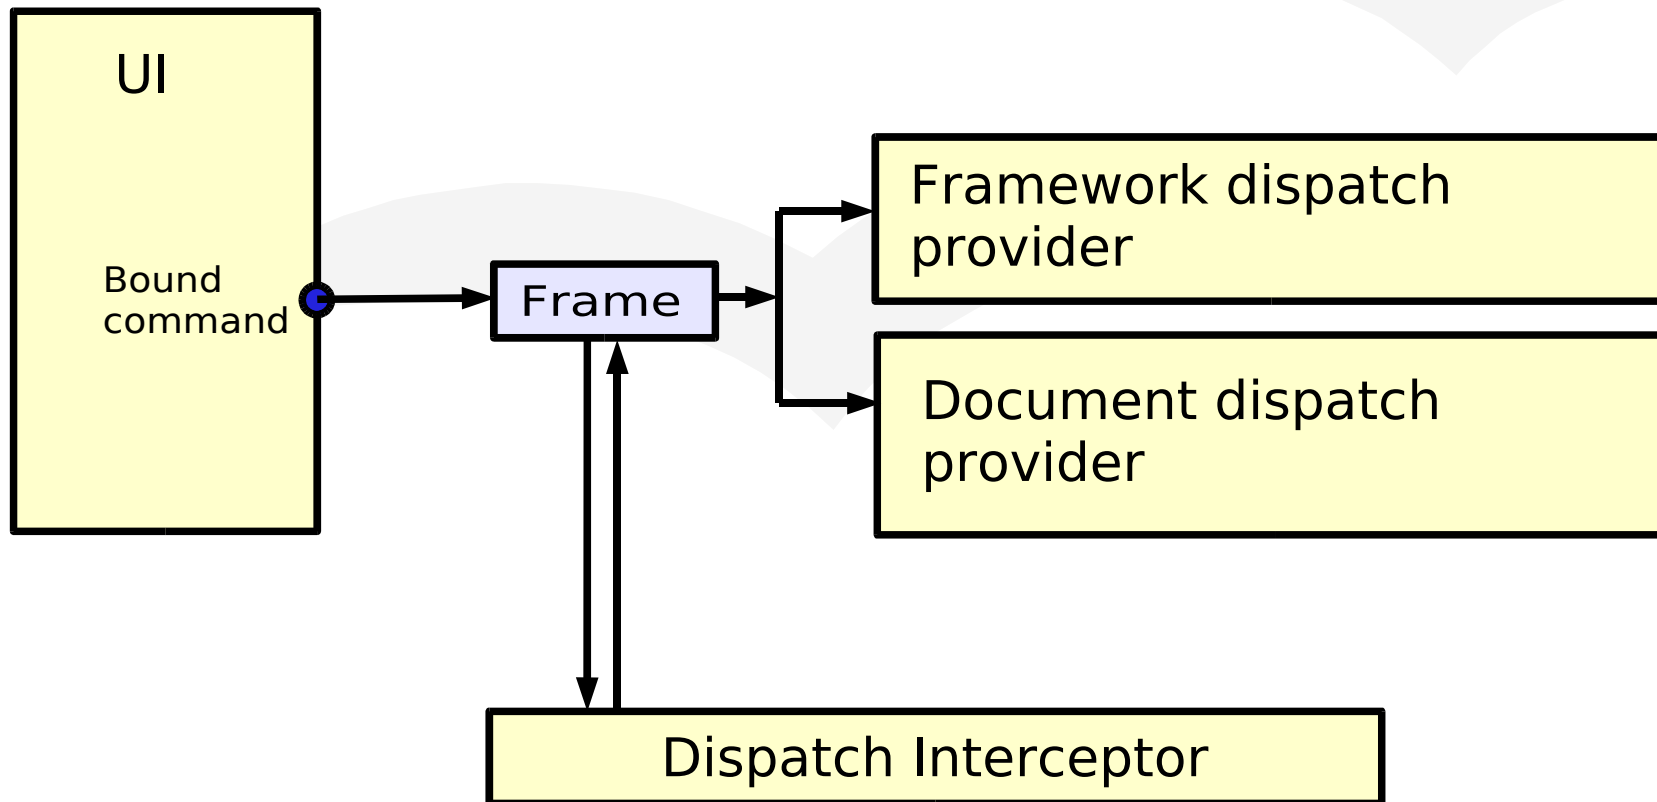 UI
Bound
command
Frame
Framework dispatch
provider
Document dispatch
provider
Dispatch Interceptor